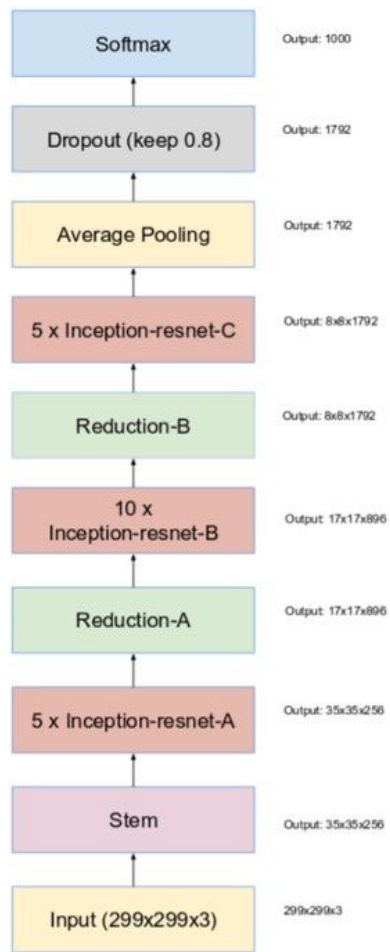 Softmax
Output: 1000
Dropout (keep 0.8)
Output: 1792
Average Pooling
Output: 1792
5 x Inception-resnet-C
Output: 8x8x1792
Reduction-B
Output: 8x8x1792
10 x
Inception-resnet-B
Output: 17x17x896
Reduction-A
Output: 17x17x896
5 x Inception-resnet-A
Output: 35x35x256
Stem
Output: 35x35x256
Input (299x299x3)
299x299x3